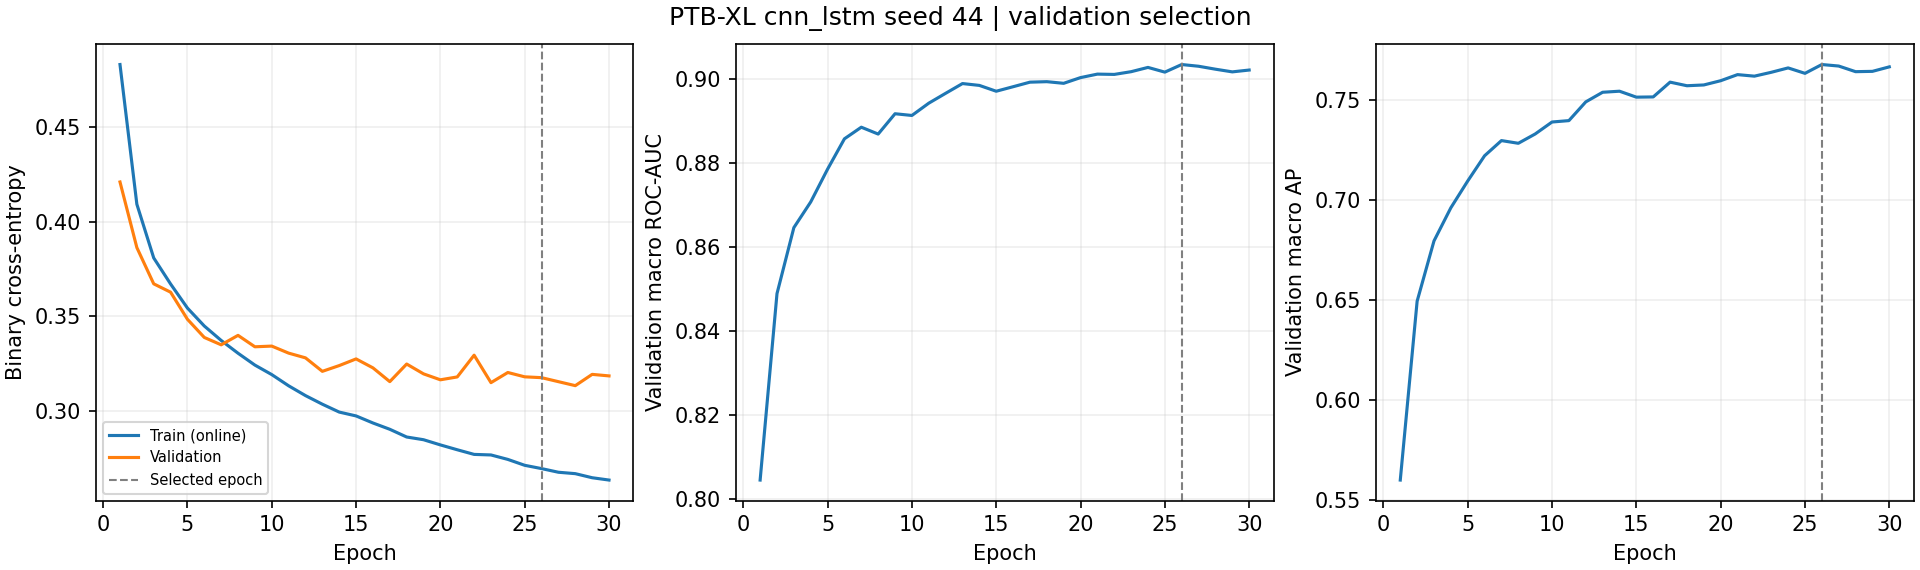 PTB-XL cnn_lstm seed 44 | validation selection
Binary cross-entropy
0.45
0.40
0.35
0.30
Train (online)
Validation
Selected epoch
0 5 10 15 20 25 30
Epoch
Validation macro ROC-AUC
0.90
0.88
0.86
0.84
0.82
0.80
0 5 10 15 20 25 30
Epoch
Validation macro AP
0.75
0.70
0.65
0.60
0.55
0 5 10 15 20 25 30
Epoch